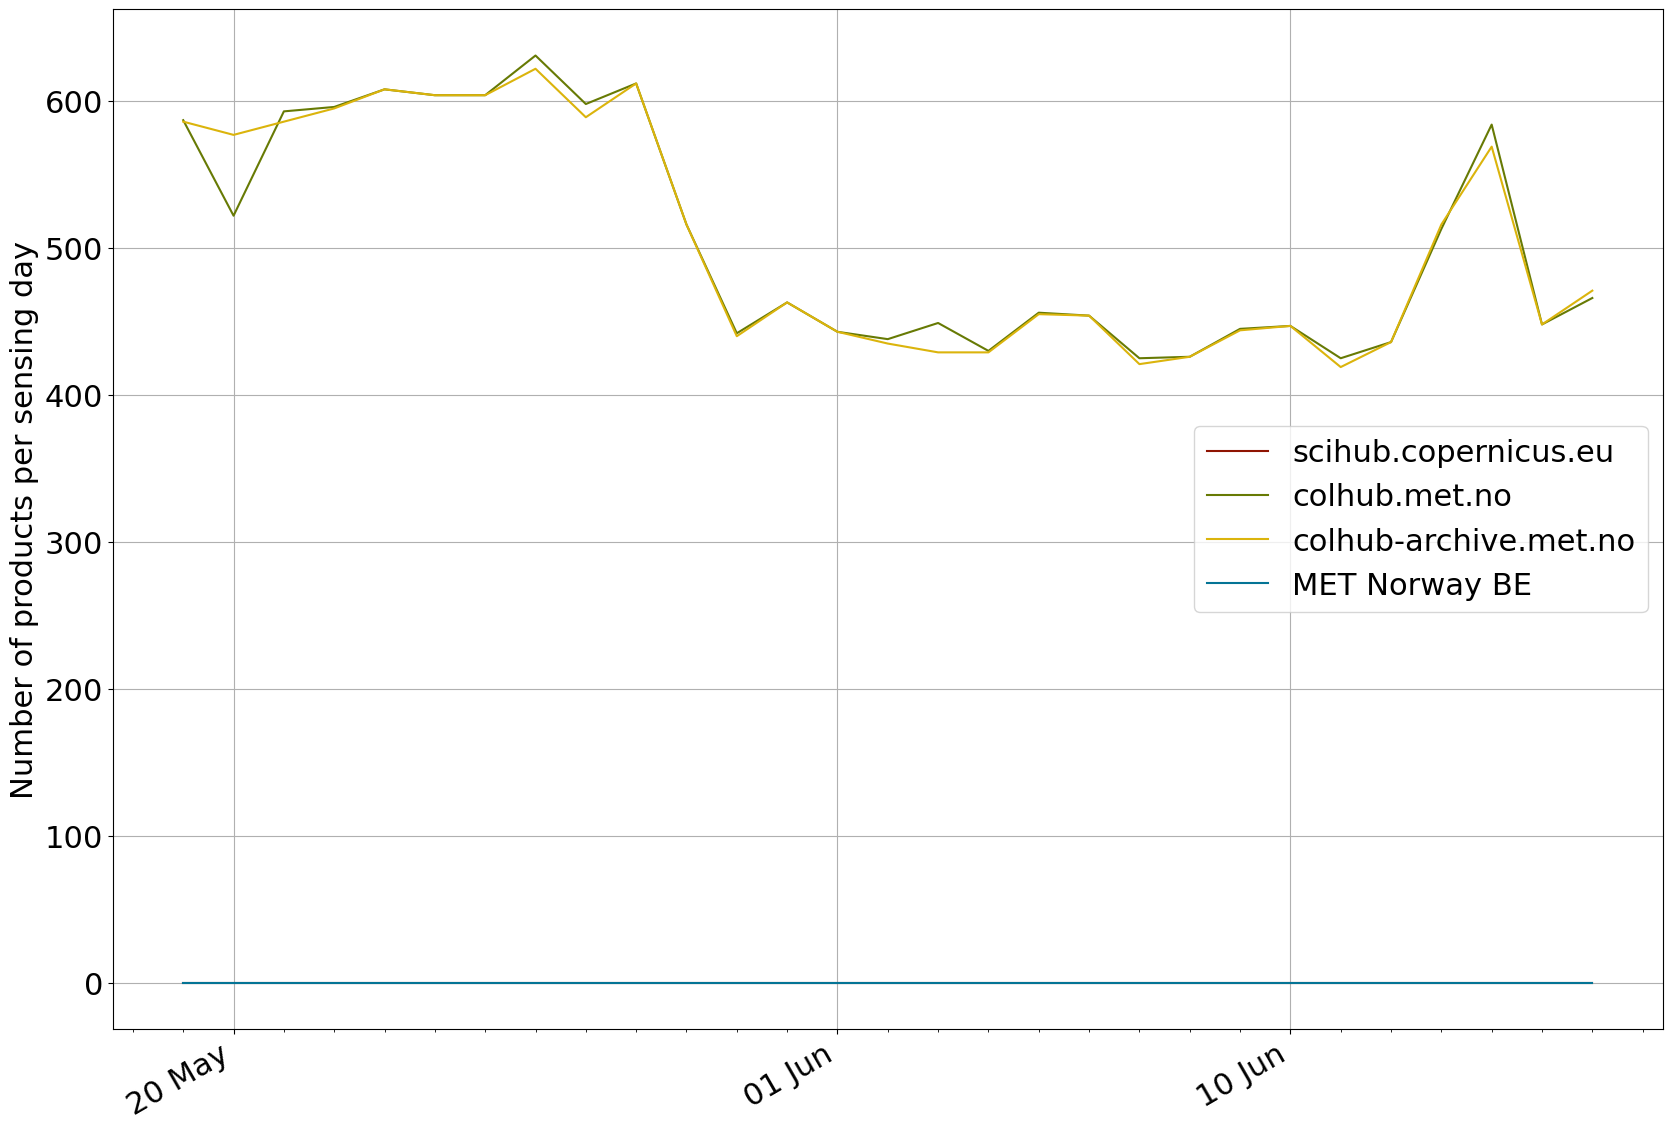 Number of products per sensing day
600
500
400
300
200
100
0
scihub.copernicus.eu
colhub.met.no
colhub-archive.met.no
MET Norway BE
20 May
01 Jun
10 Jun